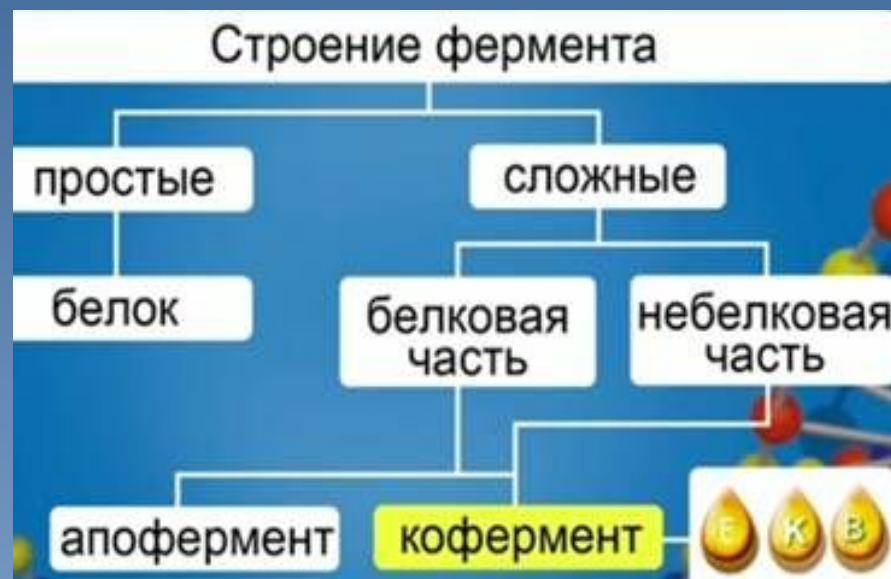 Строение фермента
простые
сложные
белок
белковая
часть
небелковая
часть
апофермент
кофермент
E K B